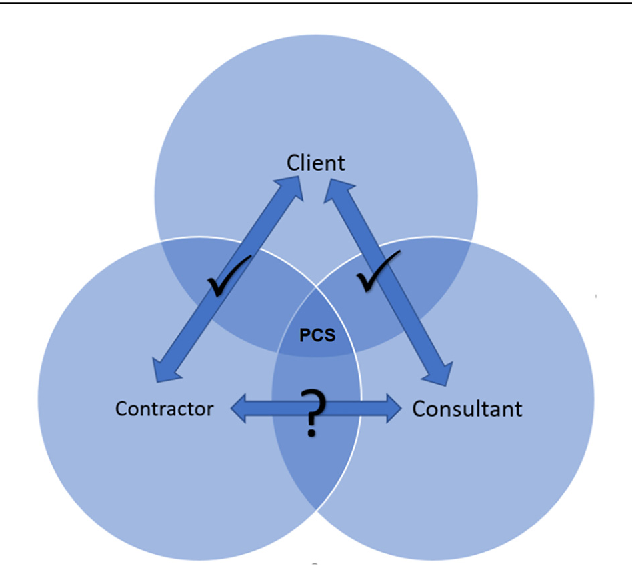 Client
PCS
Contractor
?
Consultant